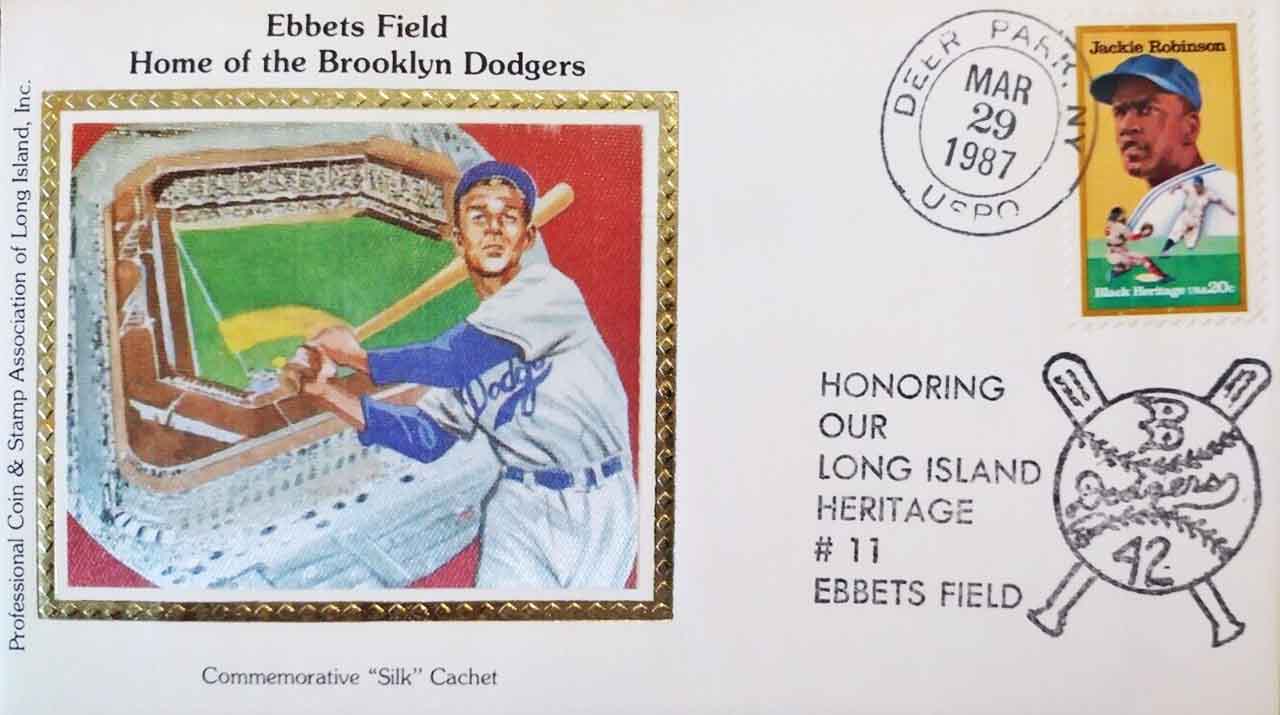 Ebbets Field
Home of the Brooklyn Dodgers
Professional Coin & Stamp Association of Long Island, Inc.
Dodge
Commemorative “Silk” Cachet
DEER PARK, NY
MAR
29
1987
USPO
Jackie Robinson
Black Heritage USA 20c
HONORING
OUR
LONG ISLAND
HERITAGE
# 11
EBBETS FIELD
B
Dodgers
42